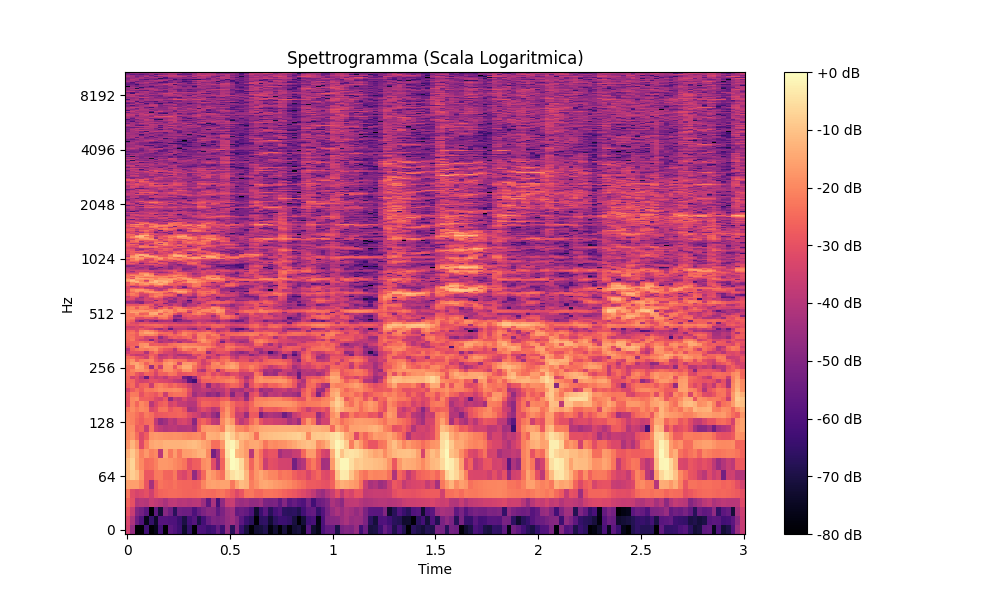 Spettrogramma (Scala Logaritmica)
Hz
8192
4096
2048
1024
512
256
128
64
0
0
0.5
1
1.5
2
2.5
3
Time
+0 dB
-10 dB
-20 dB
-30 dB
-40 dB
-50 dB
-60 dB
-70 dB
-80 dB